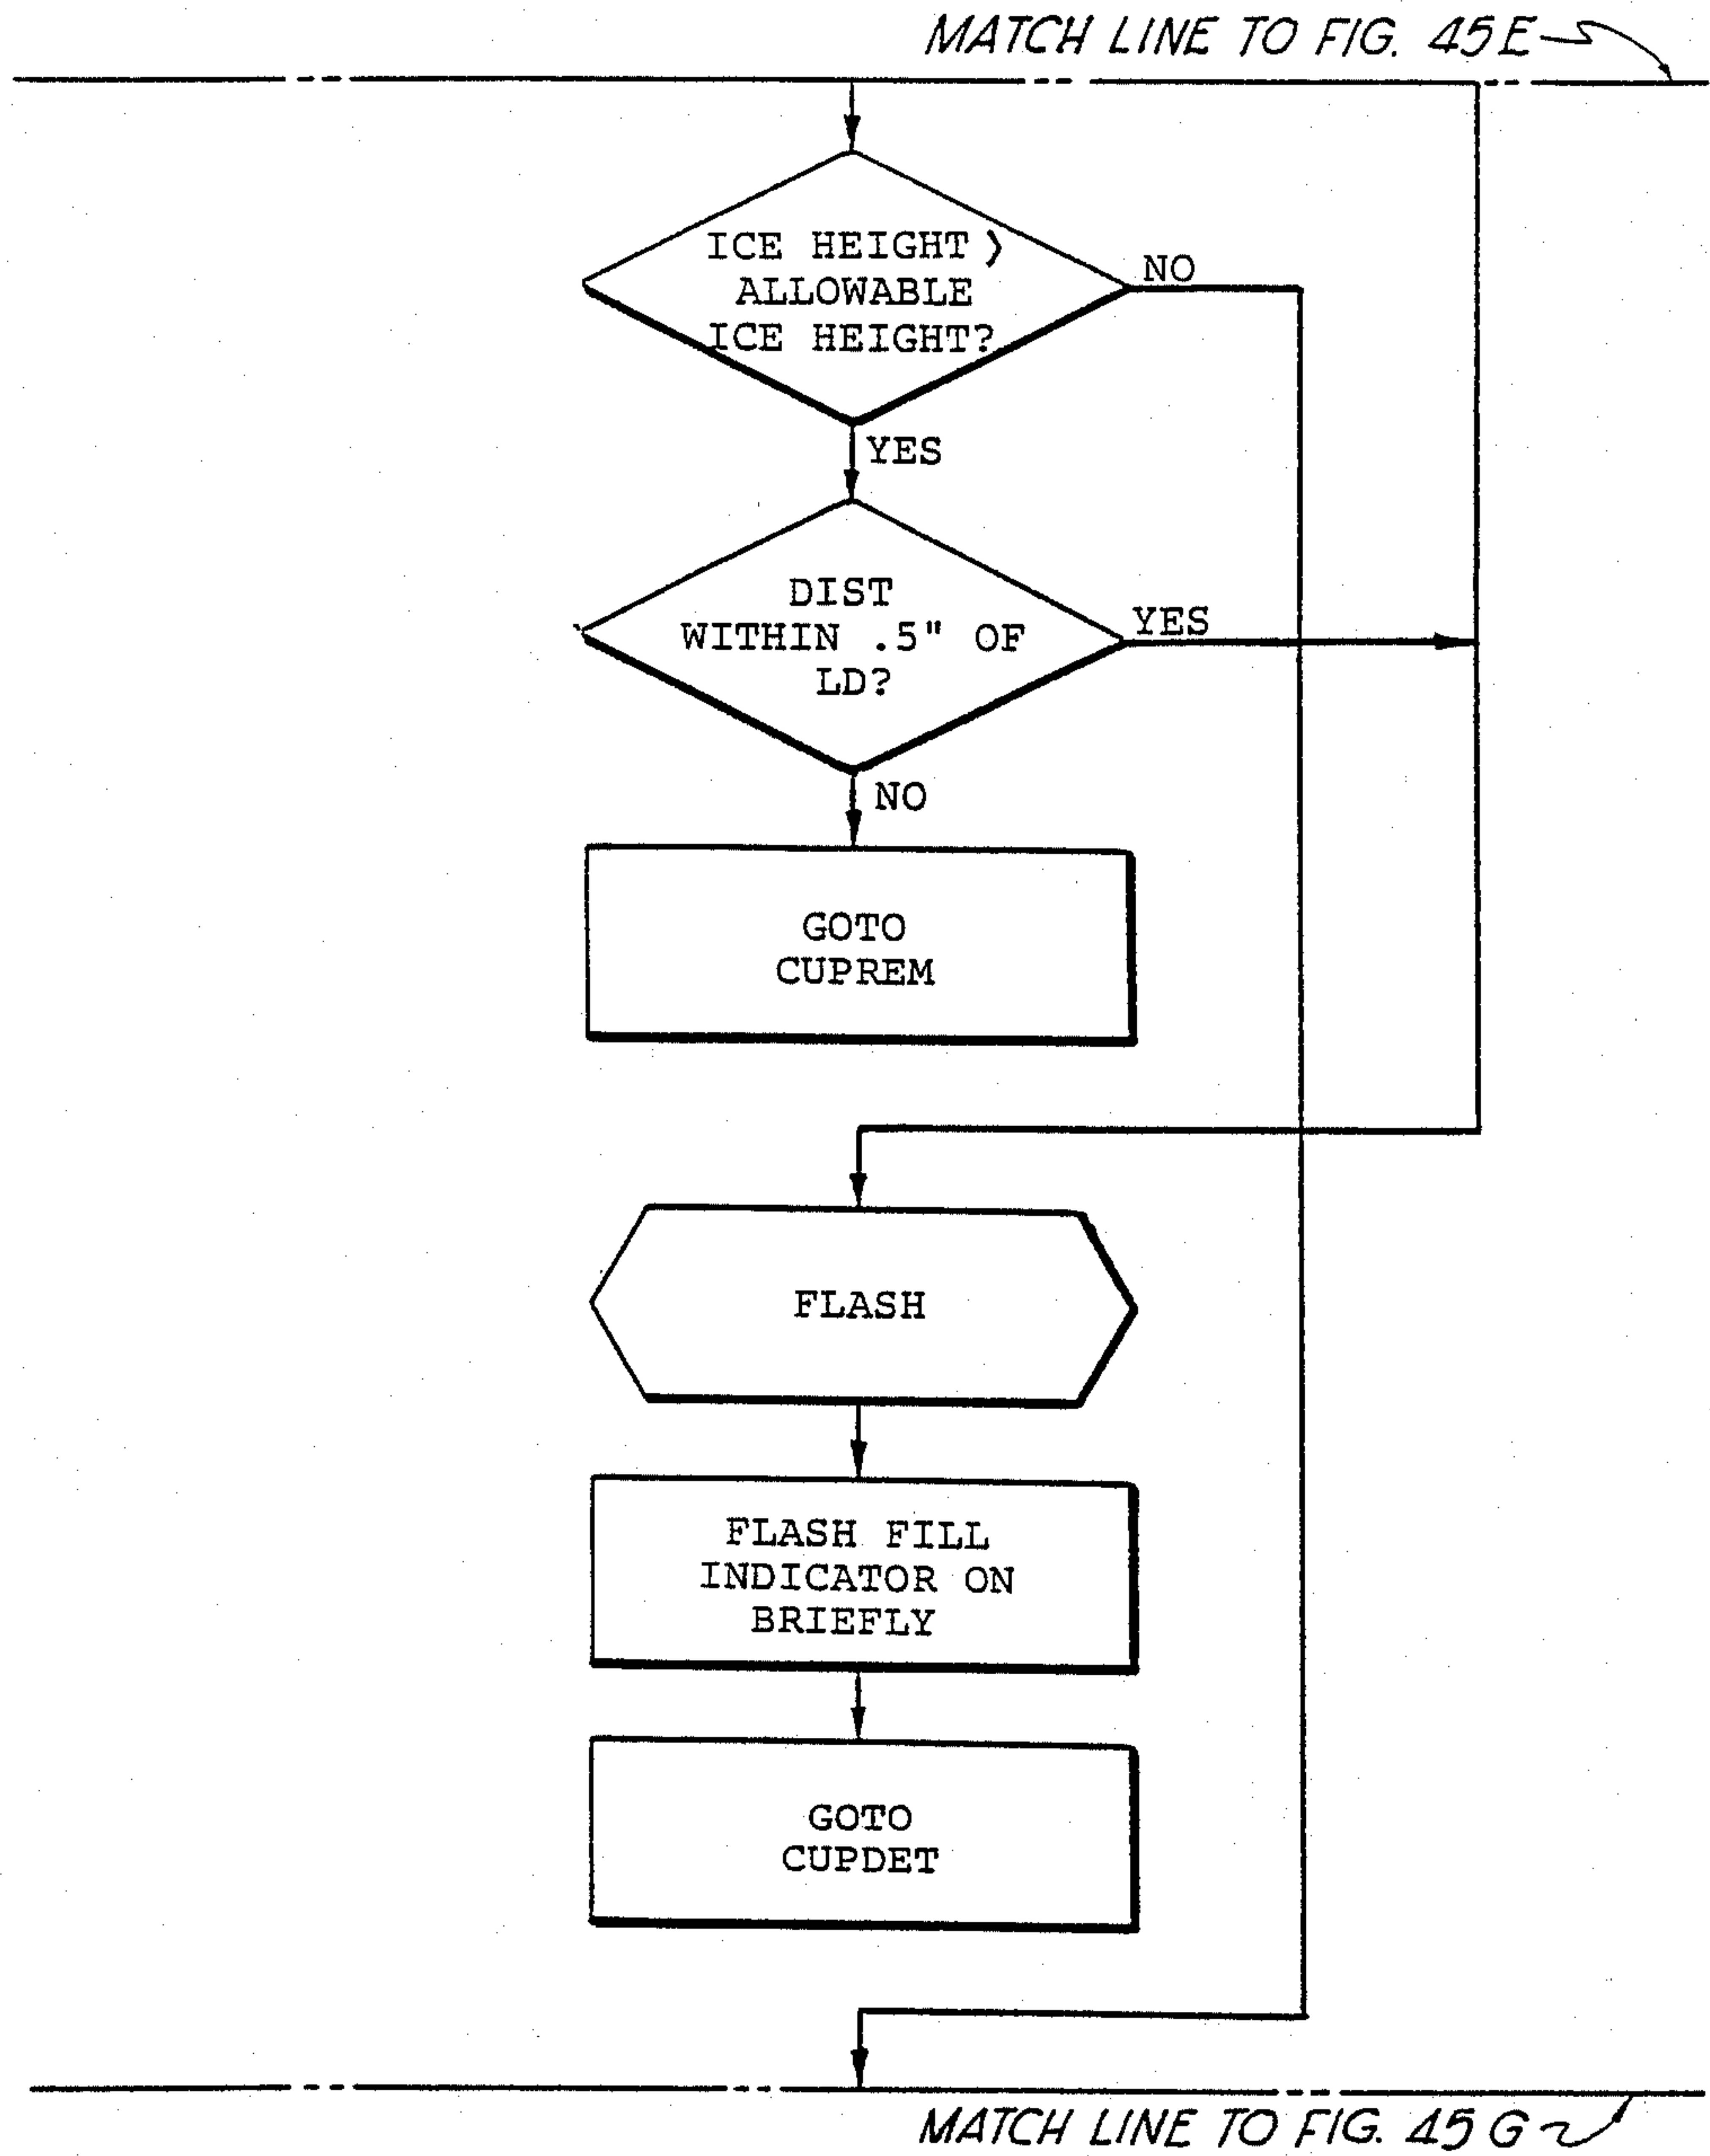 MATCH LINE TO FIG. 45E
ICE HEIGHT >
ALLOWABLE
ICE HEIGHT?
NO
YES
DIST
WITHIN .5" OF
LD?
YES
NO
GOTO
CUPREM
FLASH
FLASH FILL
INDICATOR ON
BRIEFLY
GOTO
CUPDET
MATCH LINE TO FIG. 45G